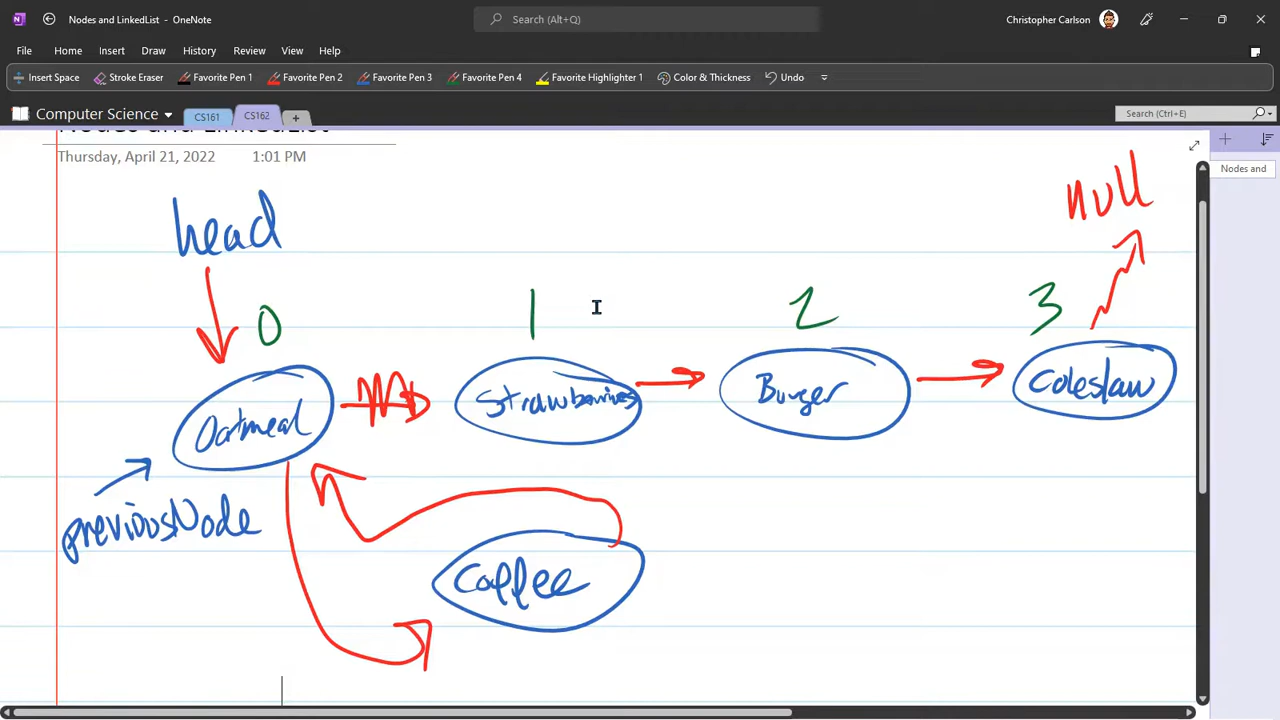 Nodes and LinkedList - OneNote
Search (Alt+Q)
Christopher Carlson
File Home Insert Draw History Review View Help
Insert Space Stroke Eraser Favorite Pen 1 Favorite Pen 2 Favorite Pen 3 Favorite Pen 4 Favorite Highlighter 1 Color & Thickness Undo
Computer Science CS161 CS162 +
Search (Ctrl+E)
Nodes and LinkedList
Thursday, April 21, 2022 1:01 PM
Nodes and
head
null
0 1 2 3
Oatmeal Strawberries Burger Coleslaw
previousNode
Coffee